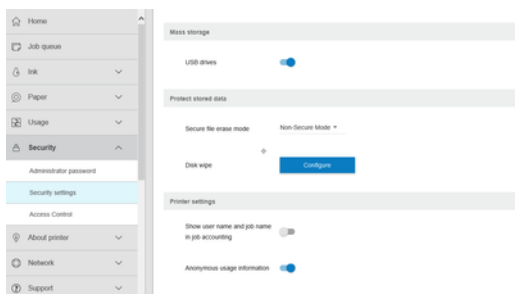 Home
Job queue
Ink
Paper
Usage
Security
Administrator password
Security settings
Access Control
About printer
Network
Support
Mass storage
USB drives
Protect stored data
Secure file erase mode
Non-Secure Mode
Disk wipe
Configure
Printer settings
Show user name and job name
in job accounting
Anonymous usage information